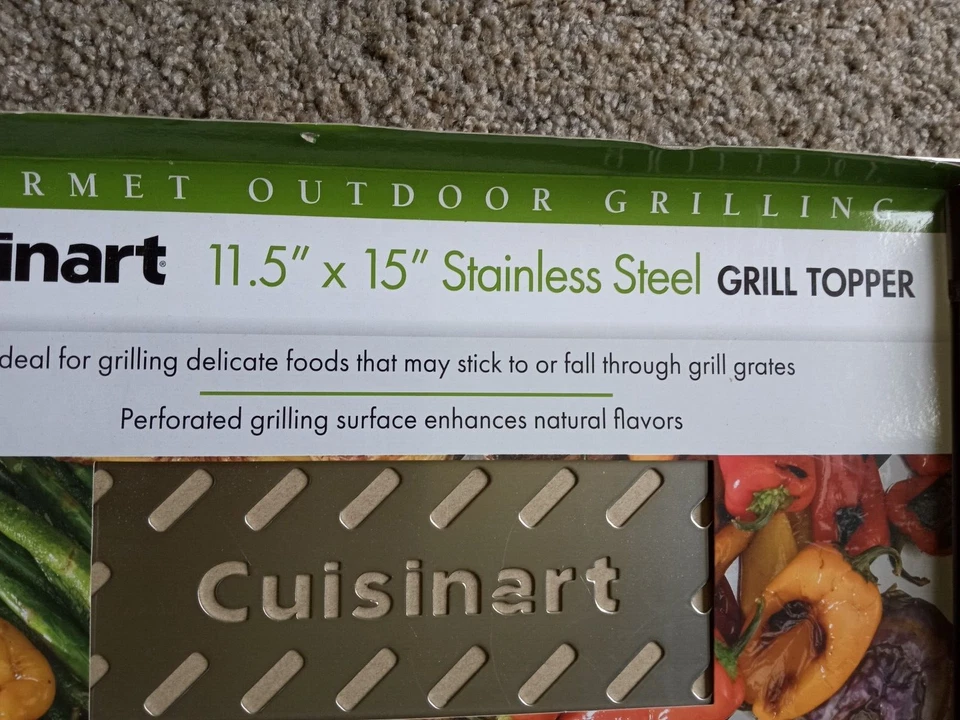 RMET OUTDOOR GRILLING
inart® 11.5" x 15" Stainless Steel GRILL TOPPER
deal for grilling delicate foods that may stick to or fall through grill grates
Perforated grilling surface enhances natural flavors
Cuisinart